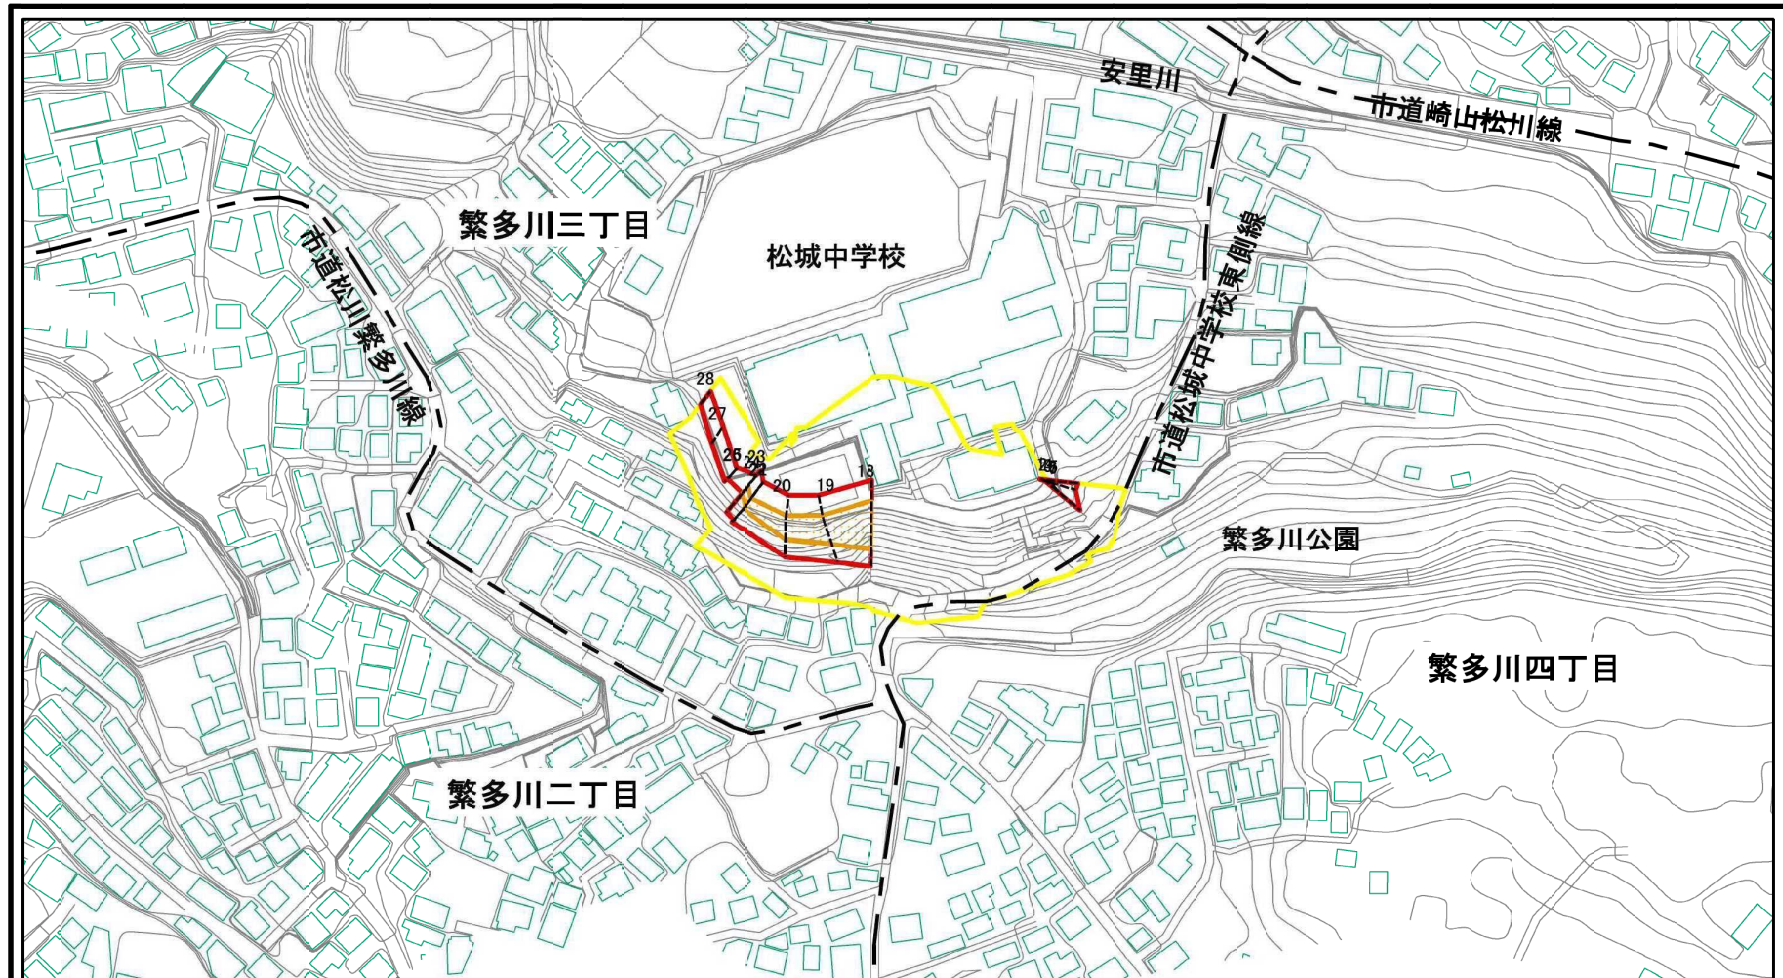 安里川
市道崎山松川線
繁多川三丁目
松城中学校
市道松川繁多川線
市道松城中学校東側線
28
27
23
20
19
18
繁多川公園
繁多川四丁目
繁多川二丁目